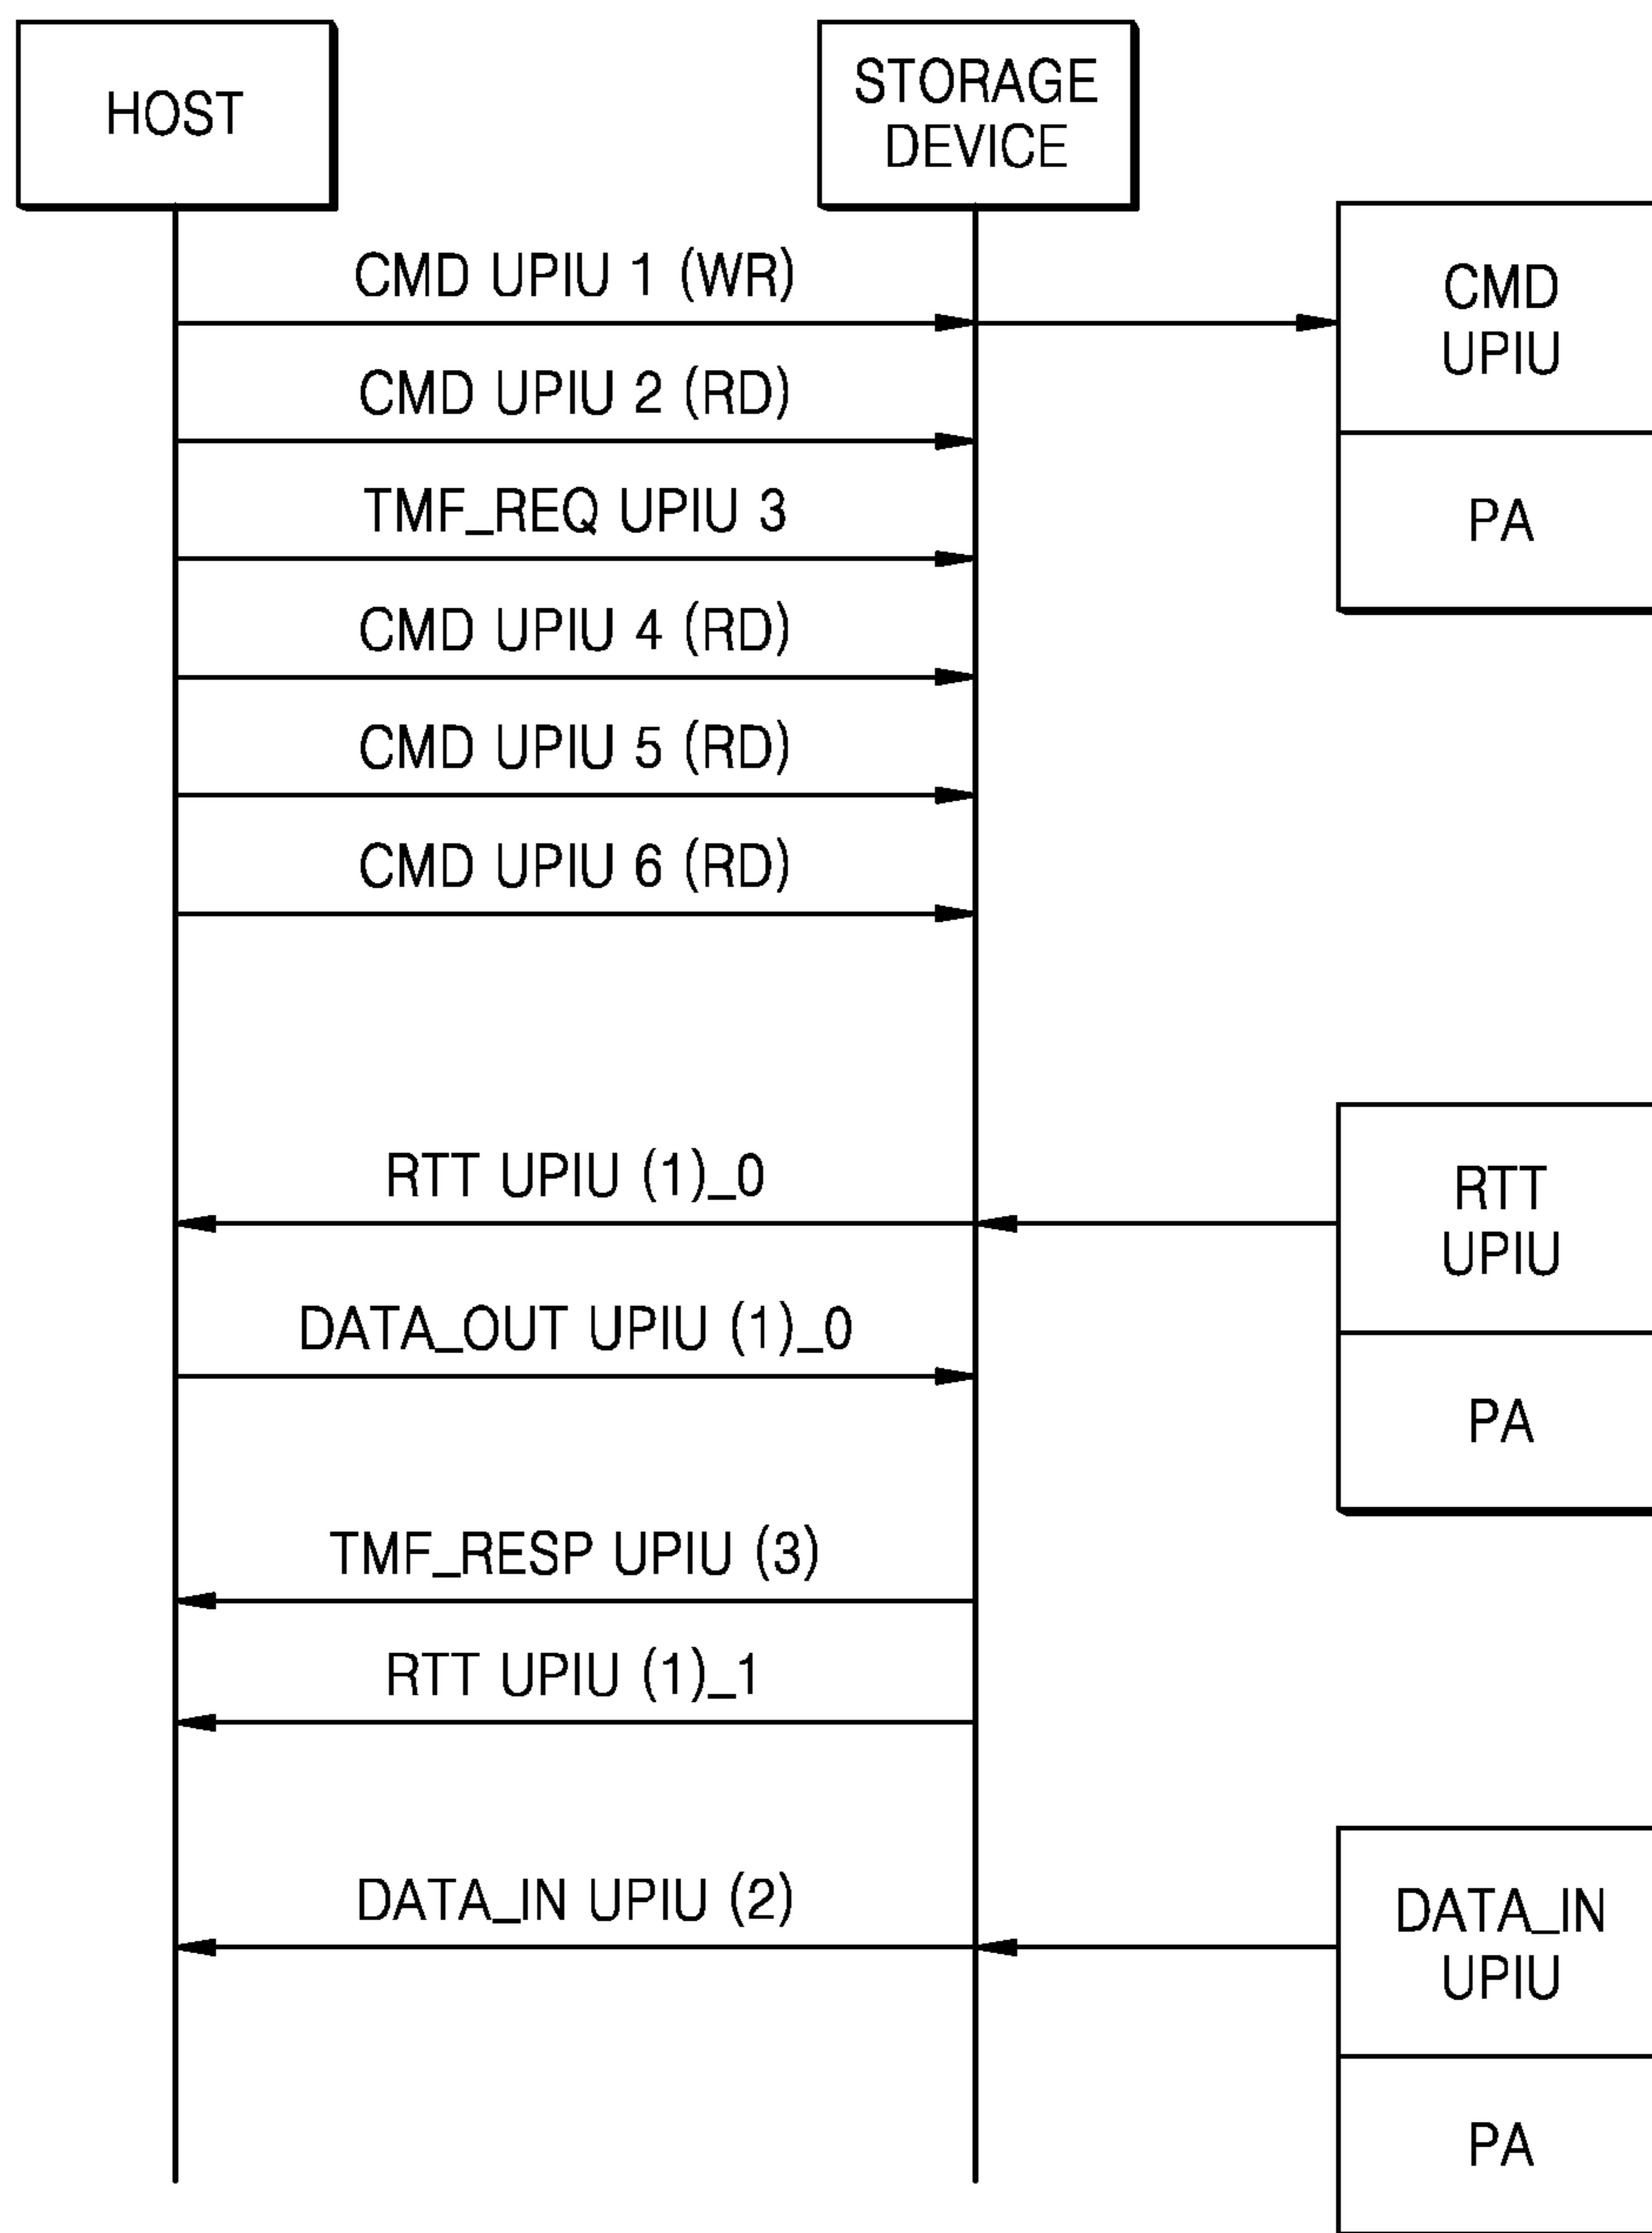 HOST
STORAGE
DEVICE
CMD UPIU 1 (WR)
CMD
UPIU
CMD UPIU 2 (RD)
TMF_REQ UPIU 3
PA
CMD UPIU 4 (RD)
CMD UPIU 5 (RD)
CMD UPIU 6 (RD)
RTT UPIU (1)_0
RTT
UPIU
DATA_OUT UPIU (1)_0
PA
TMF_RESP UPIU (3)
RTT UPIU (1)_1
DATA_IN UPIU (2)
DATA_IN
UPIU
PA